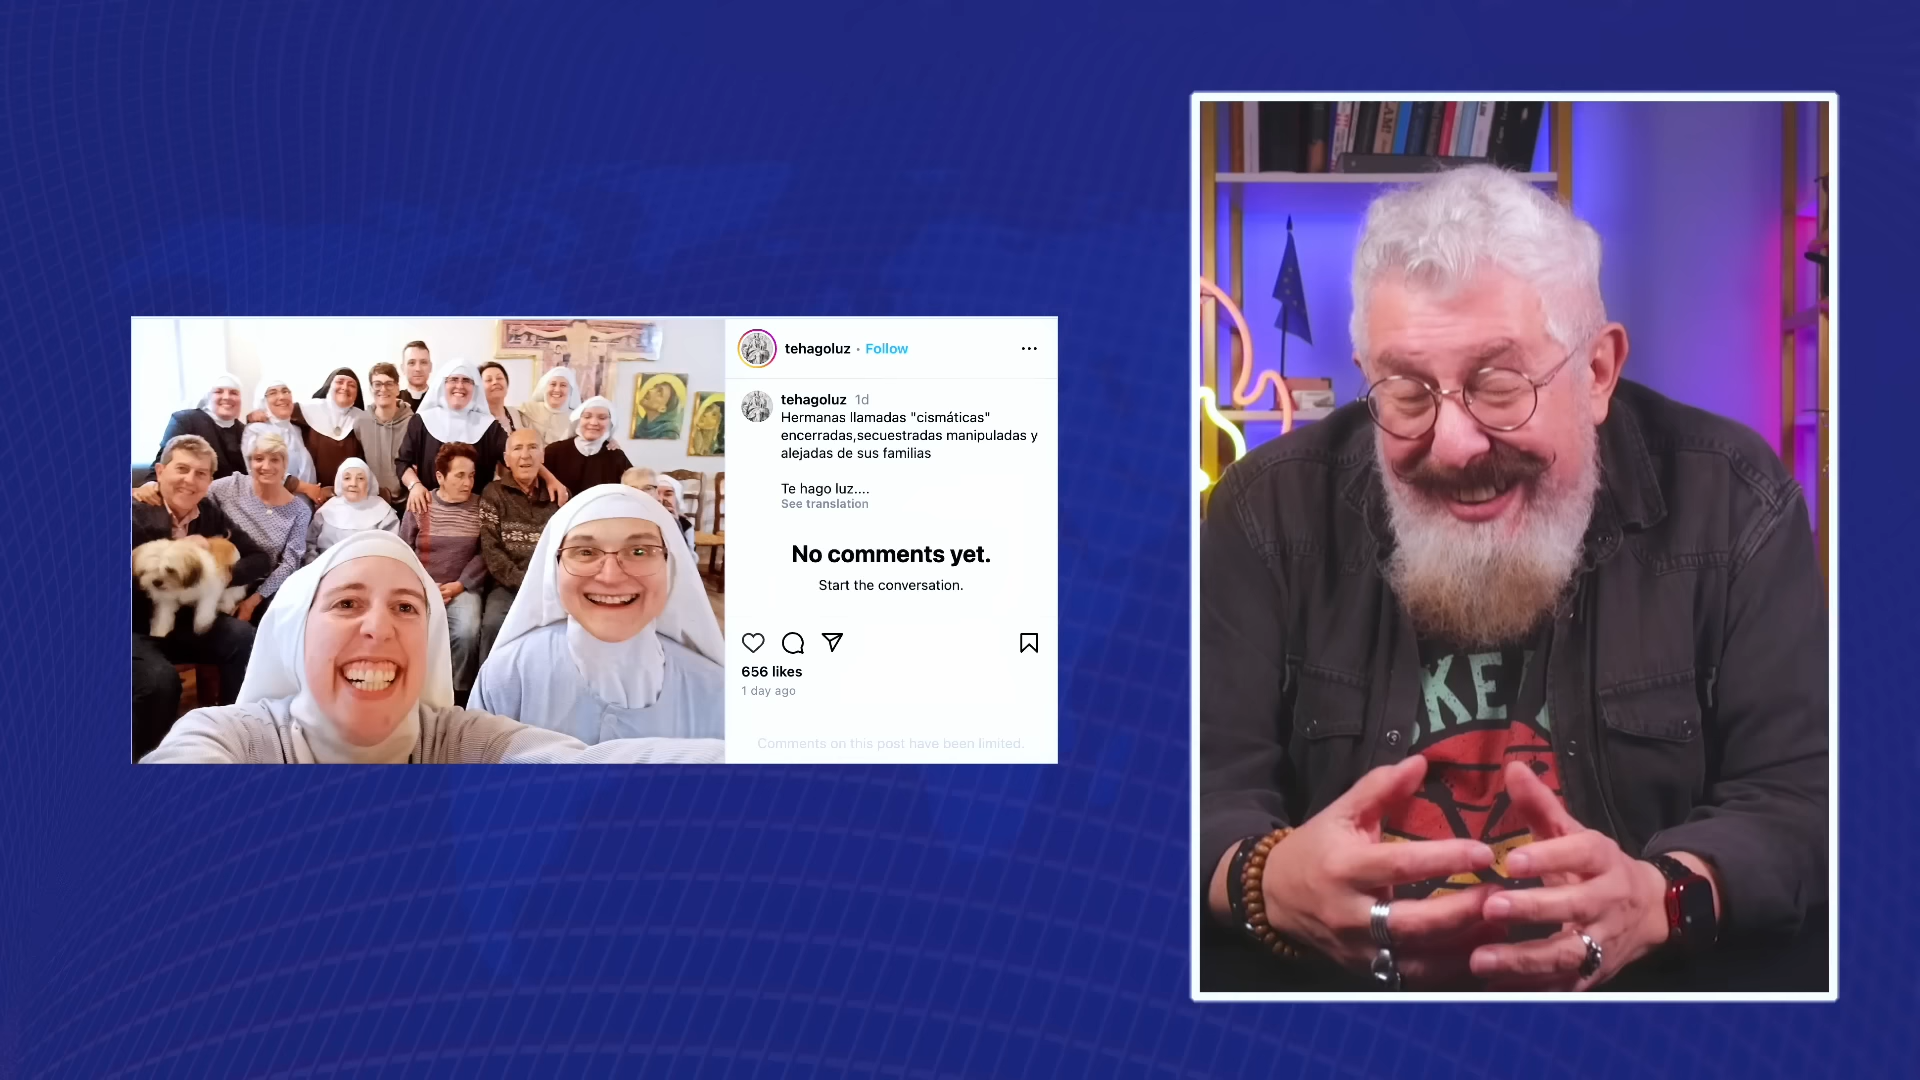 tehagoluz · Follow
tehagoluz 1d
Hermanas llamadas "cismáticas"
encerradas,secuestradas manipuladas y
alejadas de sus familias
Te hago luz....
See translation
No comments yet.
Start the conversation.
656 likes
1 day ago
Comments on this post have been limited.